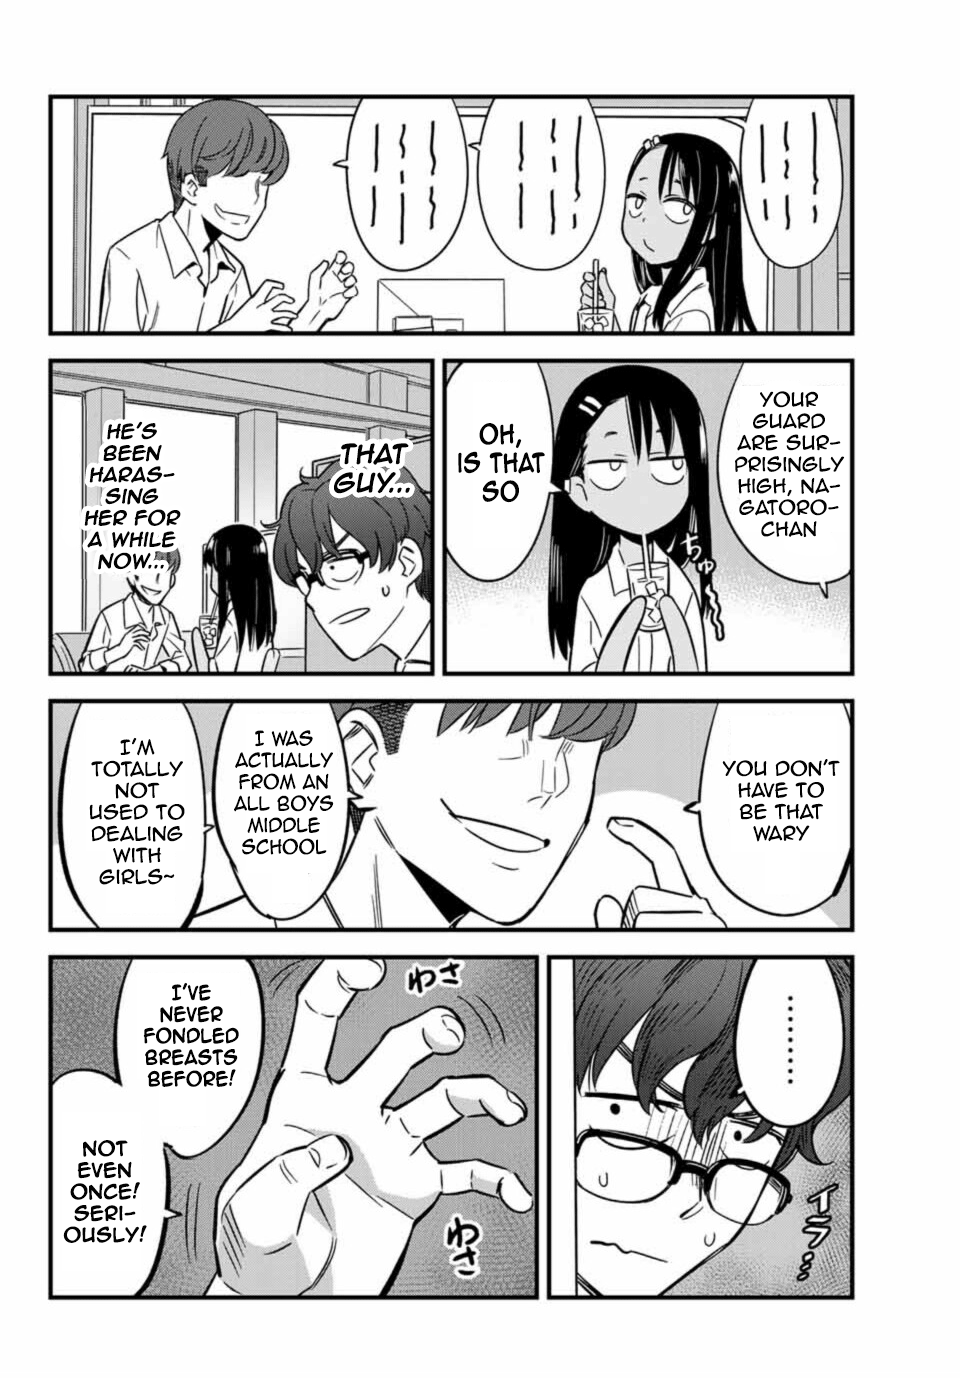 YOUR
GUARD
ARE SUR-
PRISINGLY
HIGH, NA-
GATORO-
CHAN
OH,
IS THAT
SO
ちゅ〜〜
THAT
GUY...
HE'S
BEEN
HARAS-
SING
HER FOR
A WHILE
NOW...
YOU DON'T
HAVE TO
BE THAT
WARY
I WAS
ACTUALLY
FROM AN
ALL BOYS
MIDDLE
SCHOOL
I'M
TOTALLY
NOT
USED TO
DEALING
WITH
GIRLS~
.........
イラ…
わさ
I'VE
NEVER
FONDLED
BREASTS
BEFORE!
わさ
NOT
EVEN
ONCE!
SERI-
OUSLY!